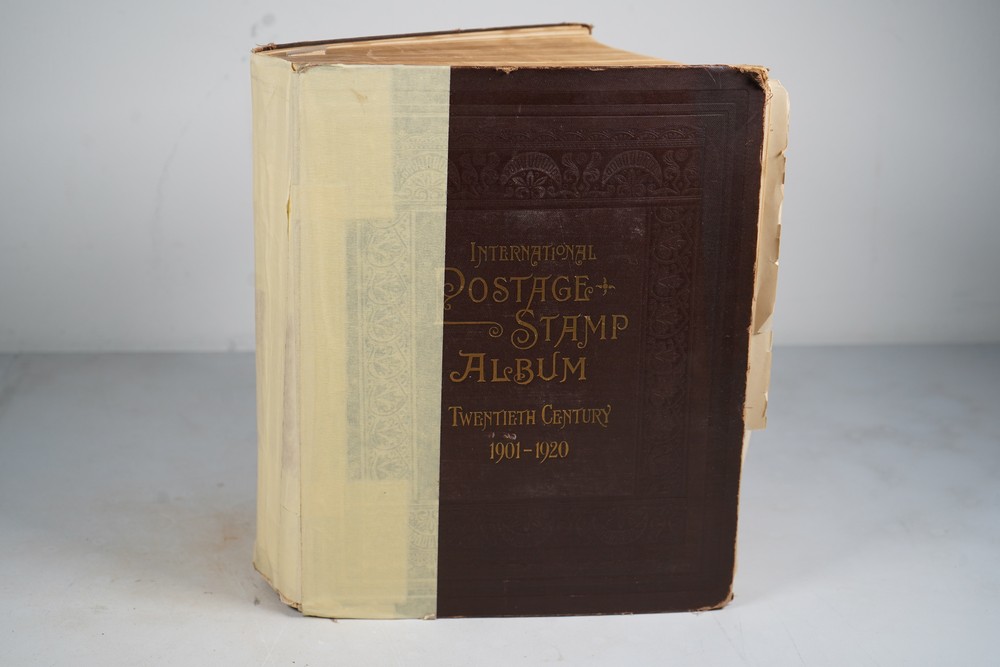 International
Postage
Stamp
Album
Twentieth Century
1901-1920